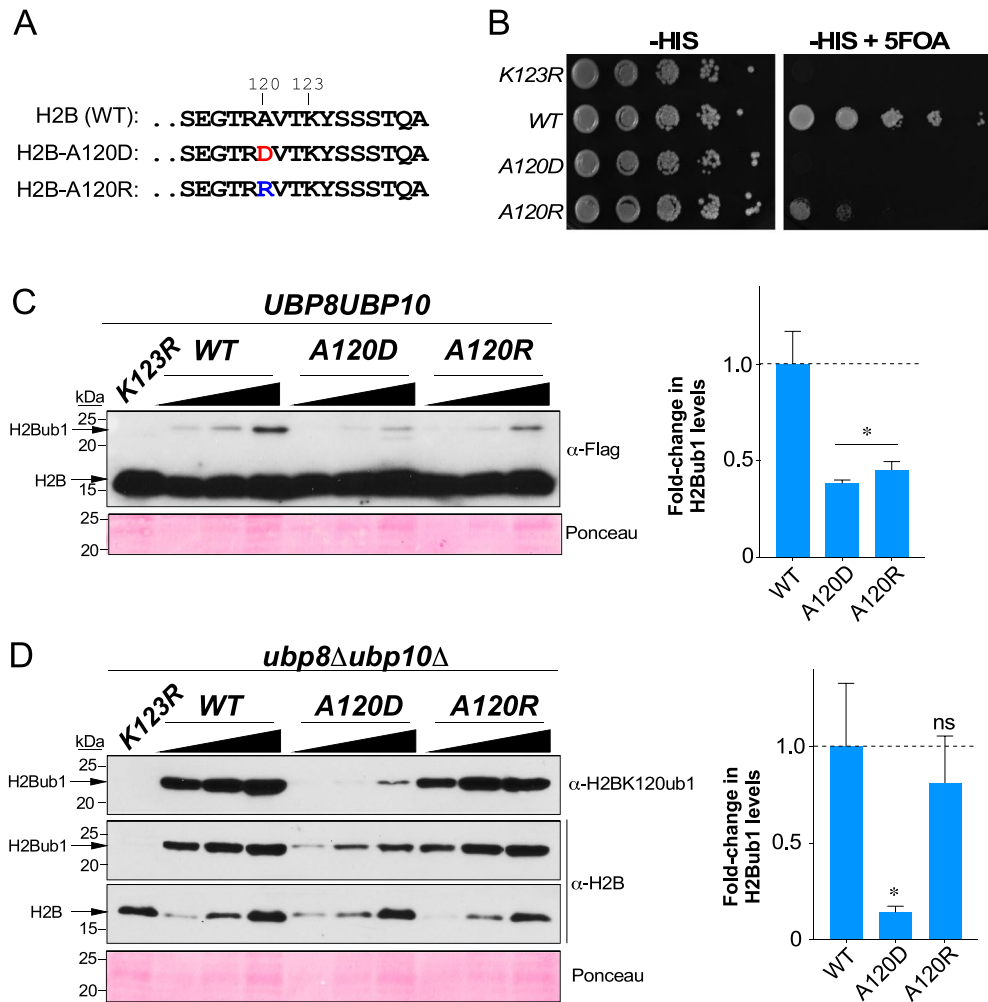 A
120 123
H2B (WT): ..SEGTRAVTKYSSSTQA
H2B-A120D: ..SEGTRDVTKYSSSTQA
H2B-A120R: ..SEGTRRVTKYSSSTQA
B
-HIS -HIS + 5FOA
K123R
WT
A120D
A120R
C
UBP8UBP10
K123R WT A120D A120R
kDa
H2Bub1 25
20
H2B 15
α-Flag
25
20
Ponceau
Fold-change in
H2Bub1 levels
1.0
0.5
0
*
WT A120D A120R
D
ubp8Δubp10Δ
K123R WT A120D A120R
kDa
H2Bub1 25
20
α-H2BK120ub1
H2Bub1 25
20
α-H2B
H2B
15
25
20
Ponceau
Fold-change in
H2Bub1 levels
1.0
0.5
0
*
ns
WT A120D A120R